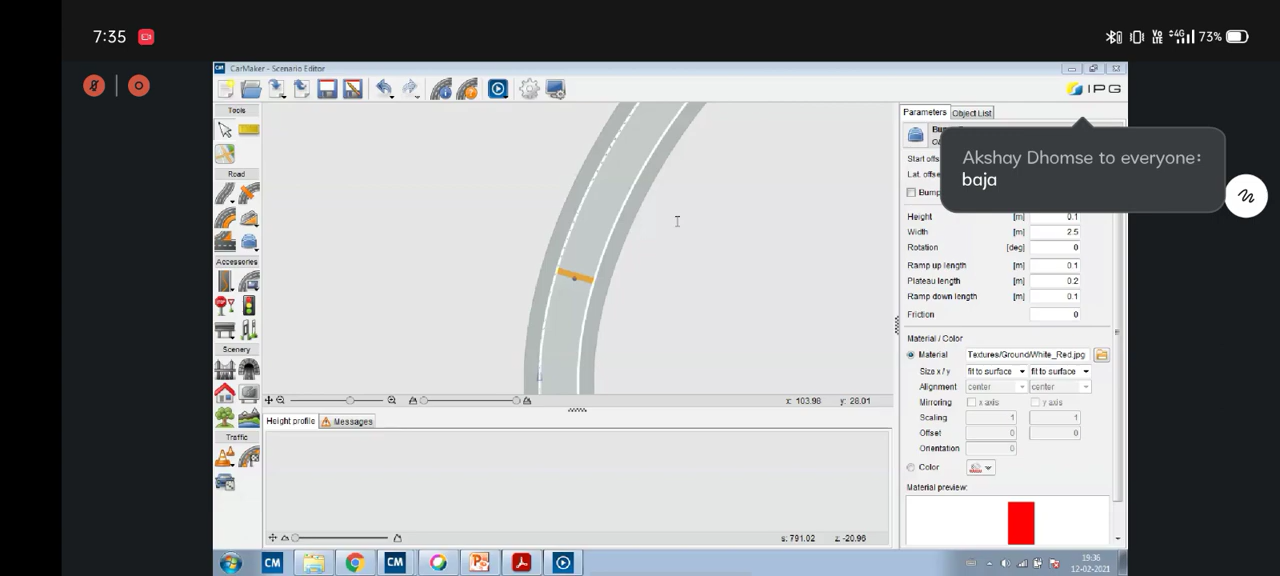 7:35
VO LTE 4G 73%
CarMaker - Scenario Editor
IPG
Tools
Road
Accessories
Scenery
Traffic
STOP
Parameters
Object List
Akshay Dhomse to everyone:
baja
Start offs
Lat. offse
Bump
Height [m] 0.1
Width [m] 2.5
Rotation [deg] 0
Ramp up length [m] 0.1
Plateau length [m] 0.2
Ramp down length [m] 0.1
Friction 0
Material / Color
Material Textures/Ground/White_Red.jpg
Size x / y fit to surface fit to surface
Alignment center center
Mirroring x axis y axis
Scaling 1 1
Offset 0 0
Orientation 0
Color
Material preview:
x: 103.98 y: 28.01
Height profile
Messages
s: 791.02 z: -20.96
CM
CM
19:36
12-02-2021